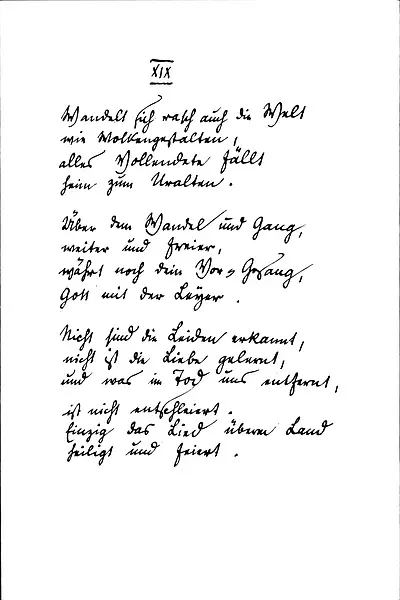 XIX
Wandelt sich rasch auch die Welt
wie Wolkengestalten,
alles Vollendete fällt
heim zum Uralten.
Über dem Wandel und Gang,
weiter und freier,
währt noch dein Vor-Gesang,
Gott mit der Leyer.
Nicht sind die Leiden erkannt,
nicht ist die Liebe gelernt,
und was im Tod uns entfernt,
ist nicht entschleiert.
Einzig das Lied überm Land
heiligt und feiert.